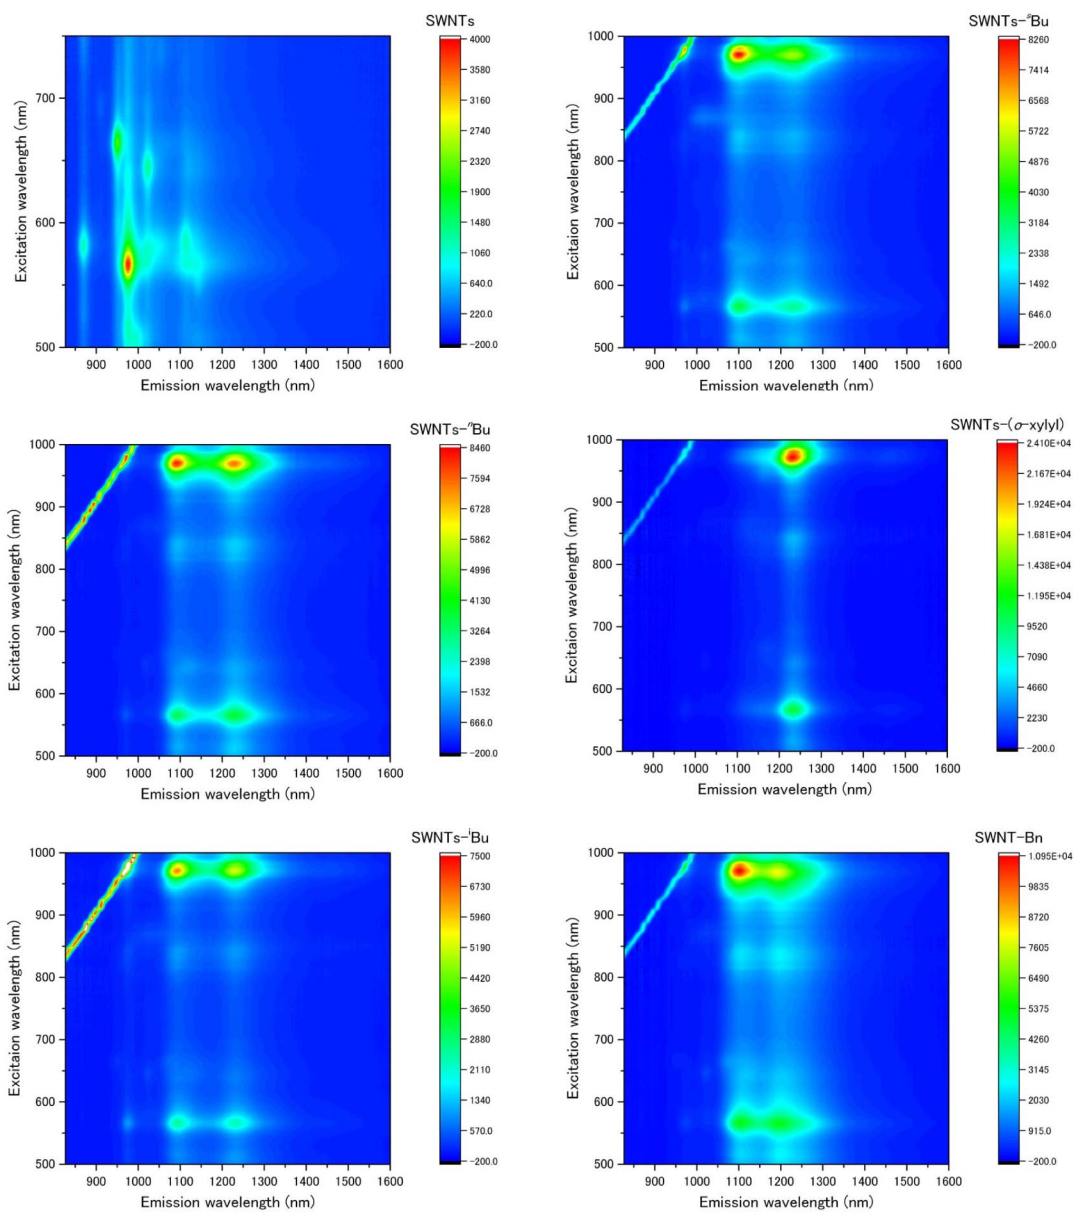 SWNTs
Excitation wavelength (nm)
700
600
500
900 1000 1100 1200 1300 1400 1500 1600
Emission wavelength (nm)
4000
3580
3160
2740
2320
1900
1480
1060
640.0
220.0
-200.0
SWNTs-ˢBu
Excitaion wavelength (nm)
1000
900
800
700
600
500
900 1000 1100 1200 1300 1400 1500 1600
Emission wavelength (nm)
8260
7414
6568
5722
4876
4030
3184
2338
1492
646.0
-200.0
SWNTs-ⁿBu
Excitaion wavelength (nm)
1000
900
800
700
600
500
900 1000 1100 1200 1300 1400 1500 1600
Emission wavelength (nm)
8460
7594
6728
5862
4996
4130
3264
2398
1532
666.0
-200.0
SWNTs-(o-xylyl)
Excitaion wavelength (nm)
1000
900
800
700
600
500
900 1000 1100 1200 1300 1400 1500 1600
Emission wavelength (nm)
2.410E+04
2.167E+04
1.924E+04
1.681E+04
1.438E+04
1.195E+04
9520
7090
4660
2230
-200.0
SWNTs-ⁱBu
Excitaion wavelength (nm)
1000
900
800
700
600
500
900 1000 1100 1200 1300 1400 1500 1600
Emission wavelength (nm)
7500
6730
5960
5190
4420
3650
2880
2110
1340
570.0
-200.0
SWNT-Bn
Excitaion wavelength (nm)
1000
900
800
700
600
500
900 1000 1100 1200 1300 1400 1500 1600
Emission wavelength (nm)
1.095E+04
9835
8720
7605
6490
5375
4260
3145
2030
915.0
-200.0